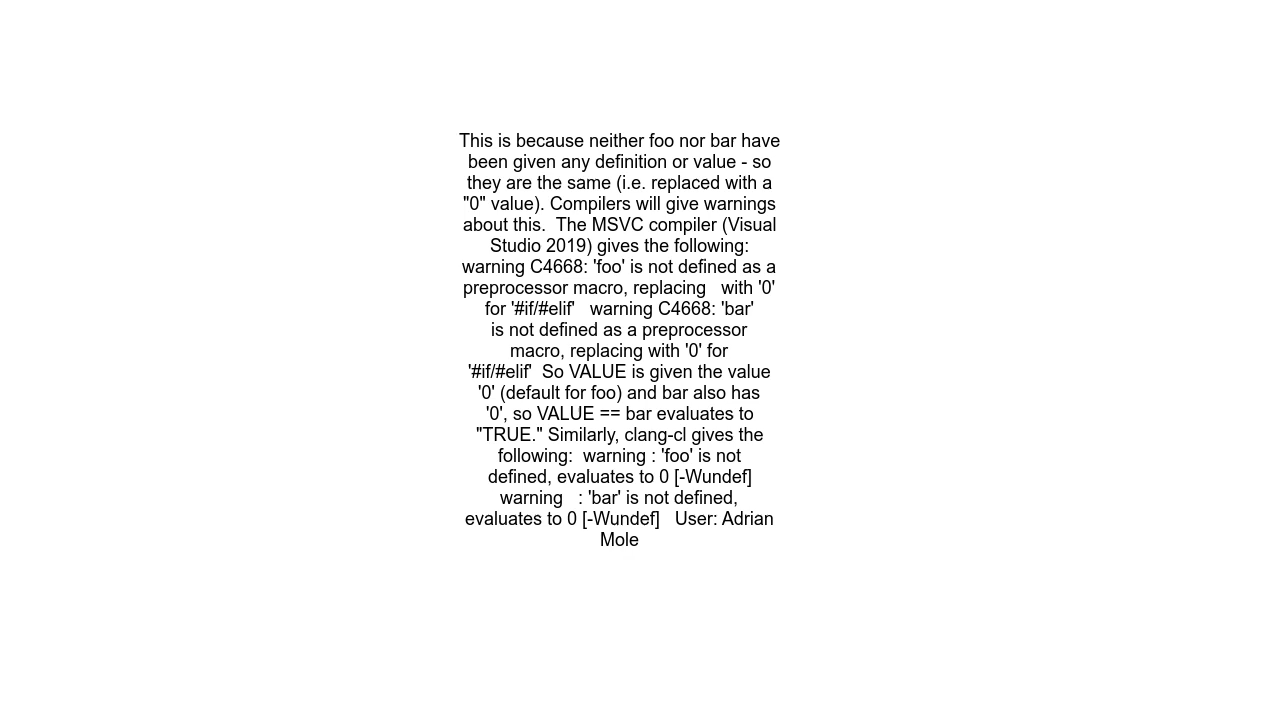 This is because neither foo nor bar have
been given any definition or value - so
they are the same (i.e. replaced with a
"0" value). Compilers will give warnings
about this.  The MSVC compiler (Visual
Studio 2019) gives the following:
warning C4668: 'foo' is not defined as a
preprocessor macro, replacing   with '0'
for '#if/#elif'   warning C4668: 'bar'
is not defined as a preprocessor
macro, replacing with '0' for
'#if/#elif'  So VALUE is given the value
'0' (default for foo) and bar also has
'0', so VALUE == bar evaluates to
"TRUE." Similarly, clang-cl gives the
following:  warning : 'foo' is not
defined, evaluates to 0 [-Wundef]
warning   : 'bar' is not defined,
evaluates to 0 [-Wundef]   User: Adrian
Mole